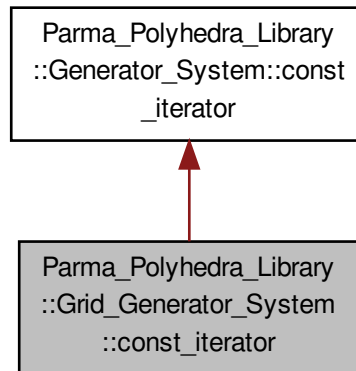 Parma_Polyhedra_Library
::Generator_System::const
_iterator
Parma_Polyhedra_Library
::Grid_Generator_System
::const_iterator